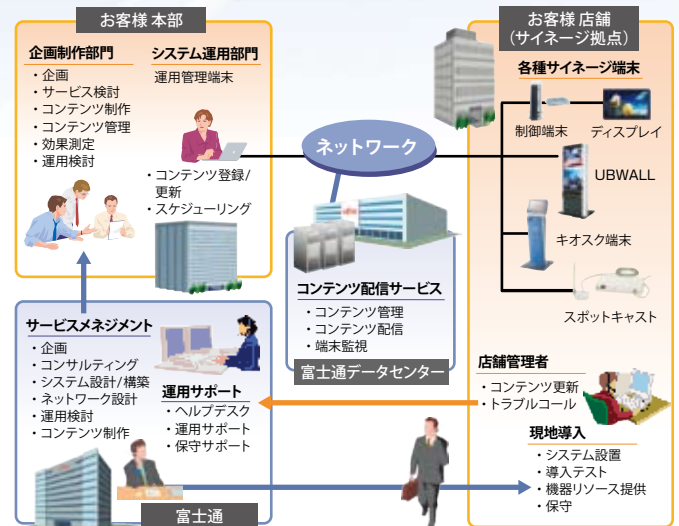 お客様 本部
企画制作部門
・企画
・サービス検討
・コンテンツ制作
・コンテンツ管理
・効果測定
・運用検討
システム運用部門
運用管理端末
・コンテンツ登録/
更新
・スケジューリング
ネットワーク
お客様 店舗
(サイネージ拠点)
各種サイネージ端末
制御端末
ディスプレイ
UBWALL
キオスク端末
スポットキャスト
コンテンツ配信サービス
・コンテンツ管理
・コンテンツ配信
・端末監視
富士通データセンター
サービスメネジメント
・企画
・コンサルティング
・システム設計/構築
・ネットワーク設計
・運用検討
・コンテンツ制作
運用サポート
・ヘルプデスク
・運用サポート
・保守サポート
富士通
店舗管理者
・コンテンツ更新
・トラブルコール
現地導入
・システム設置
・導入テスト
・機器リソース提供
・保守